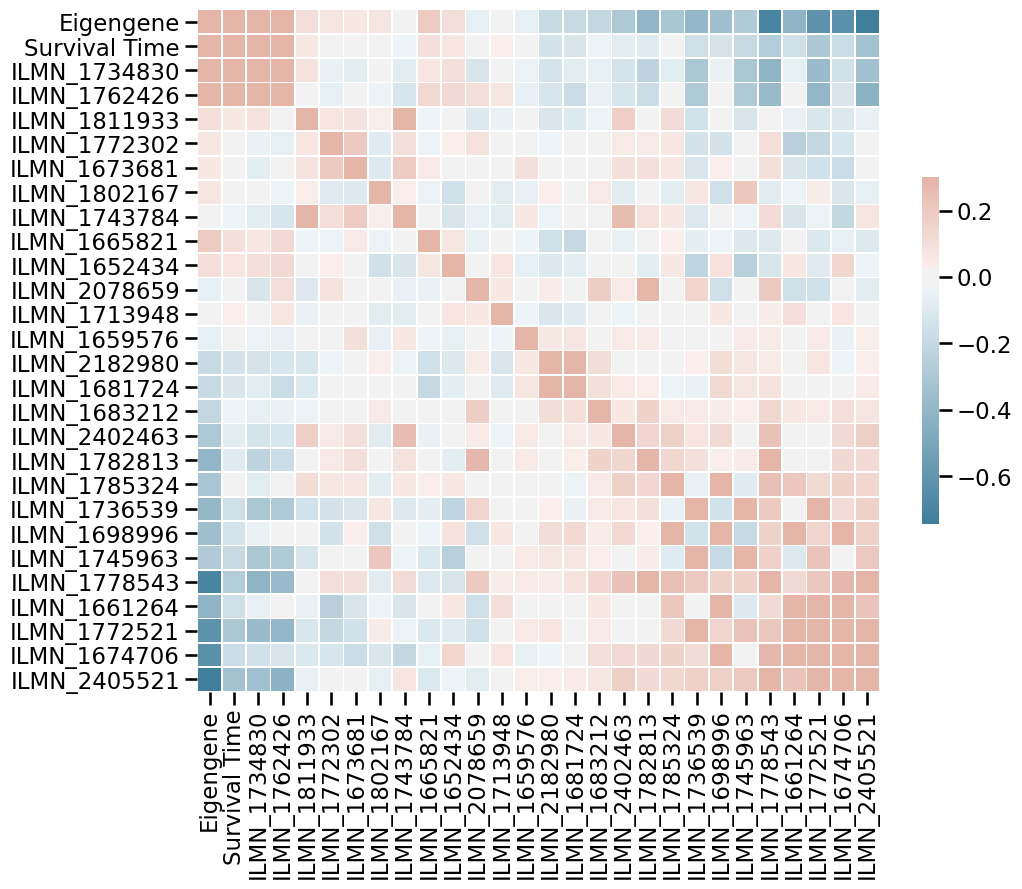 Eigengene
Survival Time
ILMN_1734830
ILMN_1762426
ILMN_1811933
ILMN_1772302
ILMN_1673681
ILMN_1802167
ILMN_1743784
ILMN_1665821
ILMN_1652434
ILMN_2078659
ILMN_1713948
ILMN_1659576
ILMN_2182980
ILMN_1681724
ILMN_1683212
ILMN_2402463
ILMN_1782813
ILMN_1785324
ILMN_1736539
ILMN_1698996
ILMN_1745963
ILMN_1778543
ILMN_1661264
ILMN_1772521
ILMN_1674706
ILMN_2405521
Eigengene
Survival Time
ILMN_1734830
ILMN_1762426
ILMN_1811933
ILMN_1772302
ILMN_1673681
ILMN_1802167
ILMN_1743784
ILMN_1665821
ILMN_1652434
ILMN_2078659
ILMN_1713948
ILMN_1659576
ILMN_2182980
ILMN_1681724
ILMN_1683212
ILMN_2402463
ILMN_1782813
ILMN_1785324
ILMN_1736539
ILMN_1698996
ILMN_1745963
ILMN_1778543
ILMN_1661264
ILMN_1772521
ILMN_1674706
ILMN_2405521
0.2
0.0
−0.2
−0.4
−0.6